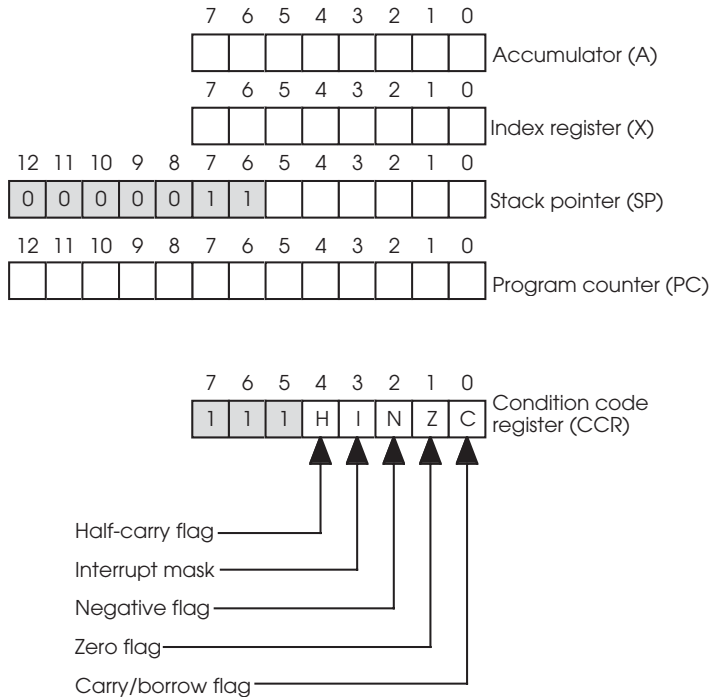 7 6 5 4 3 2 1 0
Accumulator (A)
7 6 5 4 3 2 1 0
Index register (X)
12 11 10 9 8 7 6 5 4 3 2 1 0
0 0 0 0 0 1 1 Stack pointer (SP)
12 11 10 9 8 7 6 5 4 3 2 1 0
Program counter (PC)
7 6 5 4 3 2 1 0
1 1 1 H I N Z C
Condition code
register (CCR)
Half-carry flag
Interrupt mask
Negative flag
Zero flag
Carry/borrow flag